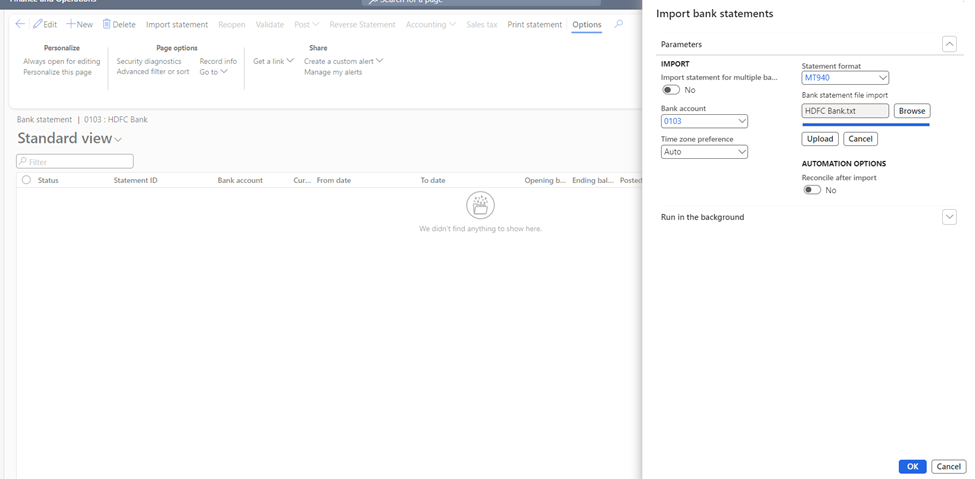 Finance and Operations
Search for a page
Edit New Delete Import statement Reopen Validate Post Reverse Statement Accounting Sales tax Print statement Options
Personalize
Always open for editing
Personalize this page
Page options
Security diagnostics Record info
Advanced filter or sort Go to
Share
Get a link Create a custom alert
Manage my alerts
Bank statement | 0103 : HDFC Bank
Standard view
Filter
Status Statement ID Bank account Cur... From date To date Opening b... Ending bal... Posted
We didn't find anything to show here.
Import bank statements
Parameters
IMPORT
Import statement for multiple ba...
No
Bank account
0103
Time zone preference
Auto
Statement format
MT940
Bank statement file import
HDFC Bank.txt Browse
Upload Cancel
AUTOMATION OPTIONS
Reconcile after import
No
Run in the background
OK Cancel